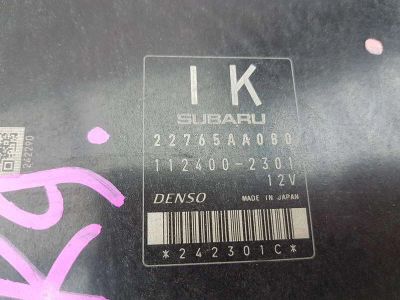 IK
SUBARU
22765AA080
112400-2301
12V
DENSO MADE IN JAPAN
*242301C*